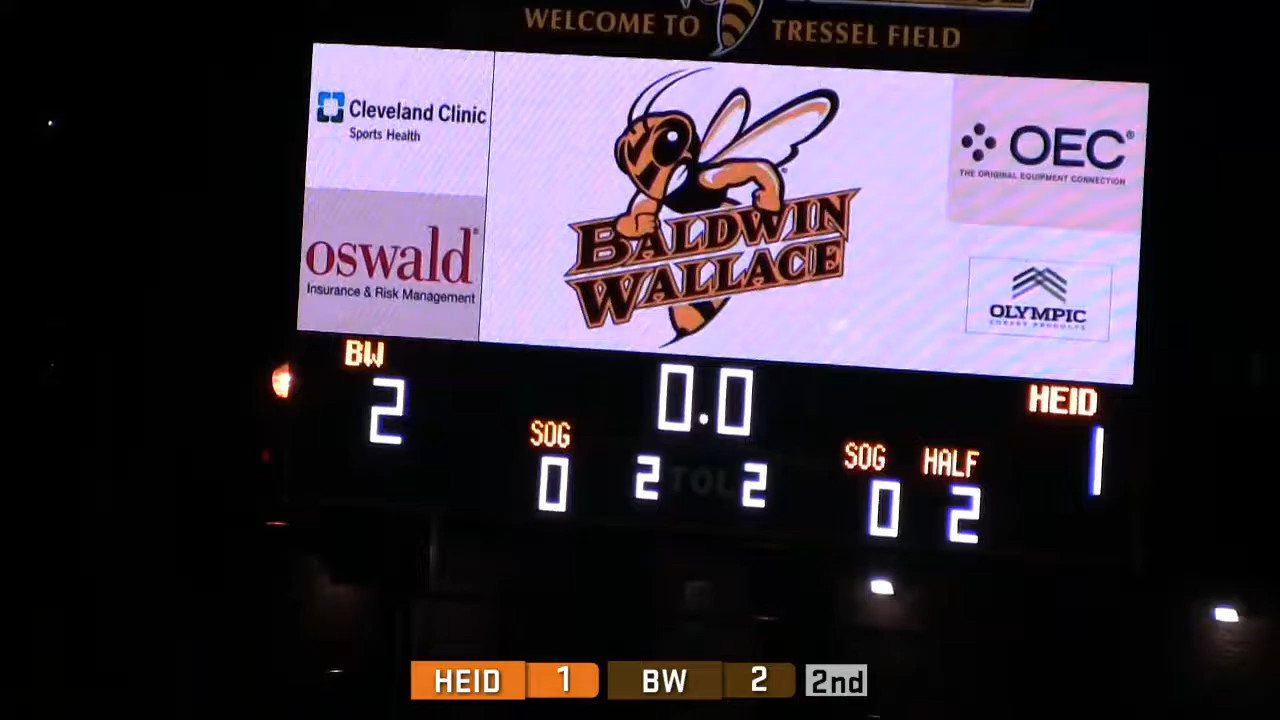 WELCOME TO TRESSEL FIELD
Cleveland Clinic
Sports Health
oswald
Insurance & Risk Management
BALDWIN
WALLACE
OEC®
THE ORIGINAL EQUIPMENT CONNECTION
OLYMPIC
BW
2
0.0
HEID
1
SOG
0
2 TOL 2
SOG
0
HALF
2
HEID 1 BW 2 2nd